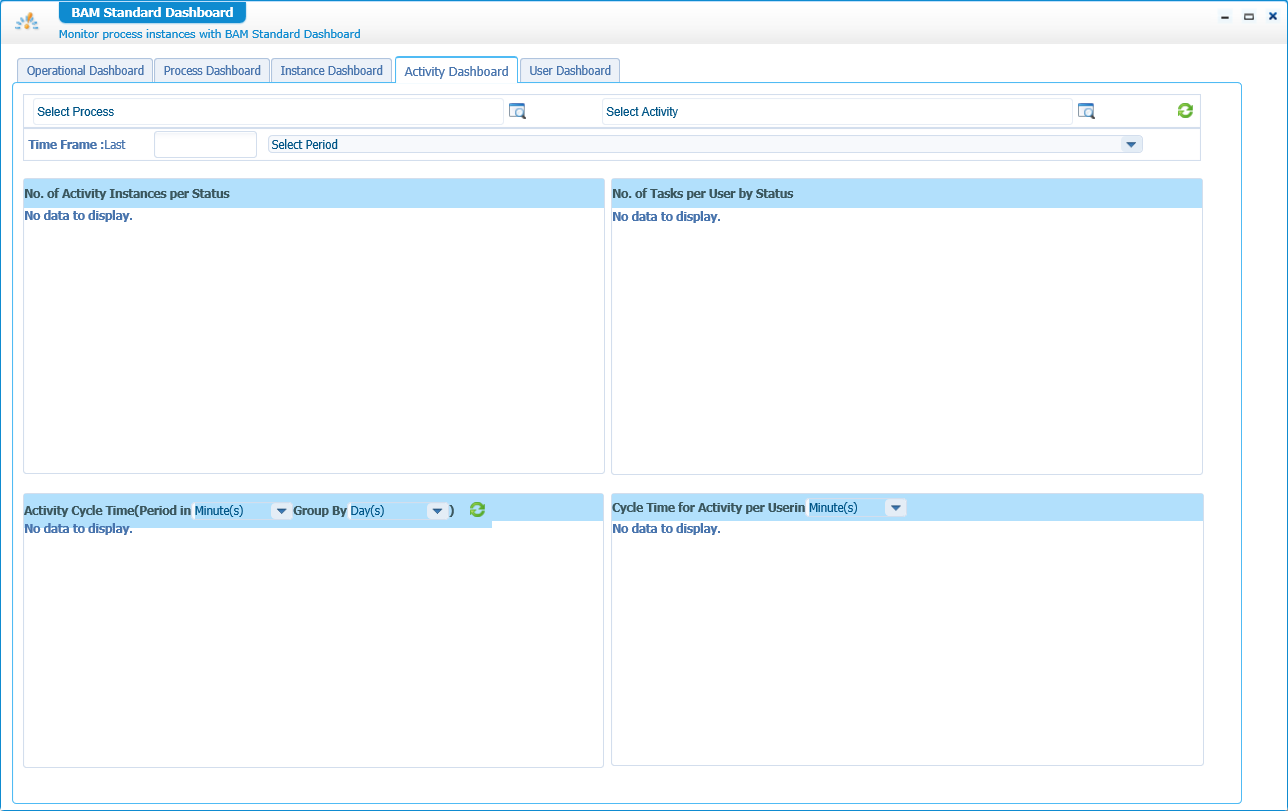 BAM Standard Dashboard
Monitor process instances with BAM Standard Dashboard
Operational Dashboard Process Dashboard Instance Dashboard Activity Dashboard User Dashboard
Select Process Select Activity
Time Frame :Last Select Period
No. of Activity Instances per Status No. of Tasks per User by Status
No data to display. No data to display.
Activity Cycle Time(Period in Minute(s) Group By Day(s) ) Cycle Time for Activity per Userin Minute(s)
No data to display. No data to display.